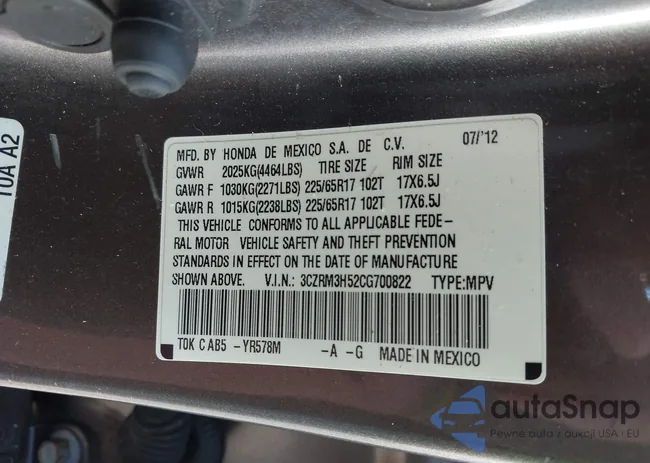 T0A A2
MFD. BY HONDA DE MEXICO S.A. DE C.V. 07/'12
GVWR 2025KG(4464LBS) TIRE SIZE RIM SIZE
GAWR F 1030KG(2271LBS) 225/65R17 102T 17X6.5J
GAWR R 1015KG(2238LBS) 225/65R17 102T 17X6.5J
THIS VEHICLE CONFORMS TO ALL APPLICABLE FEDE-
RAL MOTOR VEHICLE SAFETY AND THEFT PREVENTION
STANDARDS IN EFFECT ON THE DATE OF MANUFACTURE
SHOWN ABOVE. V.I.N.: 3CZRM3H52CG700822 TYPE:MPV
T0K C AB5 -YR578M -A -G MADE IN MEXICO
autaSnap
Pewne auta z aukcji USA i EU